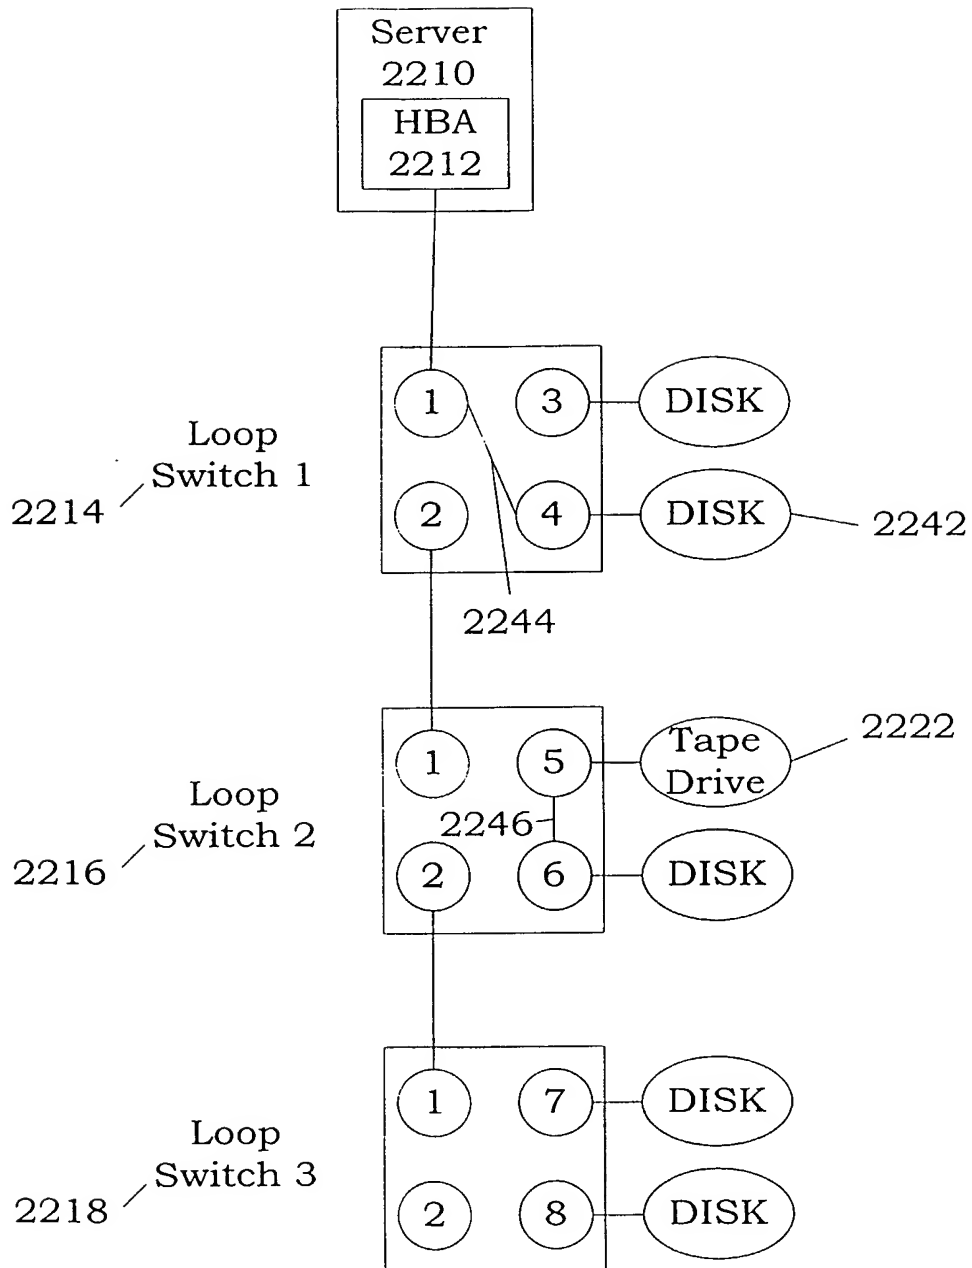 Server
2210
HBA
2212
1
3
DISK
Loop
Switch 1
2214
2
4
DISK
2242
2244
1
5
Tape
Drive
2222
Loop
Switch 2
2246
2216
2
6
DISK
1
7
DISK
Loop
Switch 3
2218
2
8
DISK